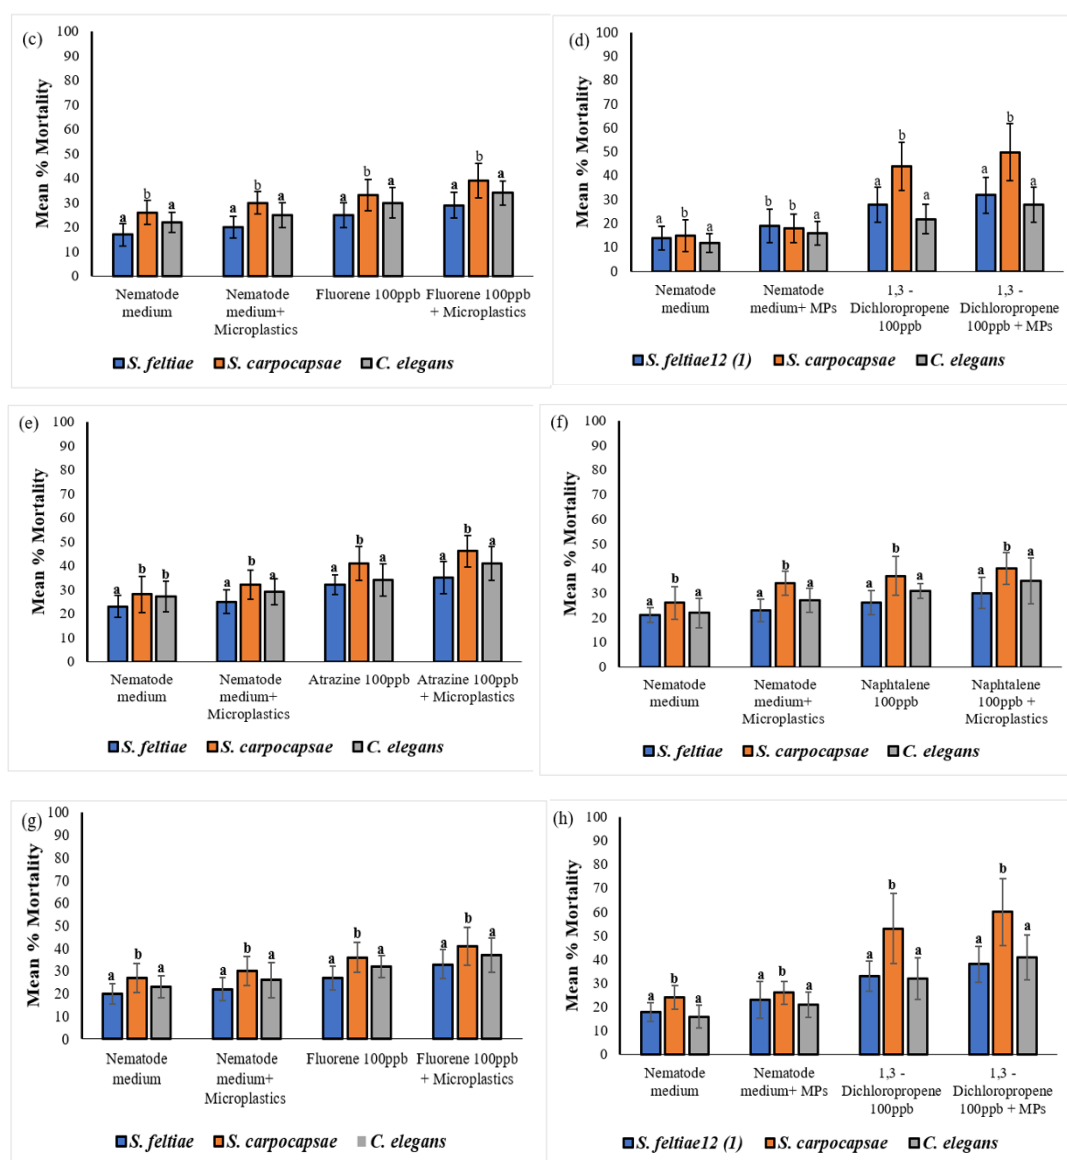 (c)
Mean % Mortality
100
90
80
70
60
50
40
30
20
10
0
a b a a b a a b a a b a
Nematode medium
Nematode medium+ Microplastics
Fluorene 100ppb
Fluorene 100ppb + Microplastics
S. feltiae S. carpocapsae C. elegans
(d)
Mean % Mortality
100
90
80
70
60
50
40
30
20
10
0
a b a b b a a b a a b a
Nematode medium
Nematode medium+ MPs
1,3 - Dichloropropene 100ppb
1,3 - Dichloropropene 100ppb + MPs
S. feltiae12 (1) S. carpocapsae C. elegans
(e)
Mean % Mortality
100
90
80
70
60
50
40
30
20
10
0
a b b a b a a b a a b a
Nematode medium
Nematode medium+ Microplastics
Atrazine 100ppb
Atrazine 100ppb + Microplastics
S. feltiae S. carpocapsae C. elegans
(f)
Mean % Mortality
100
90
80
70
60
50
40
30
20
10
0
a b a a b a a b a a b a
Nematode medium
Nematode medium+ Microplastics
Naphtalene 100ppb
Naphtalene 100ppb + Microplastics
S. feltiae S. carpocapsae C. elegans
(g)
Mean % Mortality
100
90
80
70
60
50
40
30
20
10
0
a b a a b a a b a a b a
Nematode medium
Nematode medium+ Microplastics
Fluorene 100ppb
Fluorene 100ppb + Microplastics
S. feltiae S. carpocapsae C. elegans
(h)
Mean % Mortality
100
90
80
70
60
50
40
30
20
10
0
a b a a b a a b a a b a
Nematode medium
Nematode medium+ MPs
1,3 - Dichloropropene 100ppb
1,3 - Dichloropropene 100ppb + MPs
S. feltiae12 (1) S. carpocapsae C. elegans